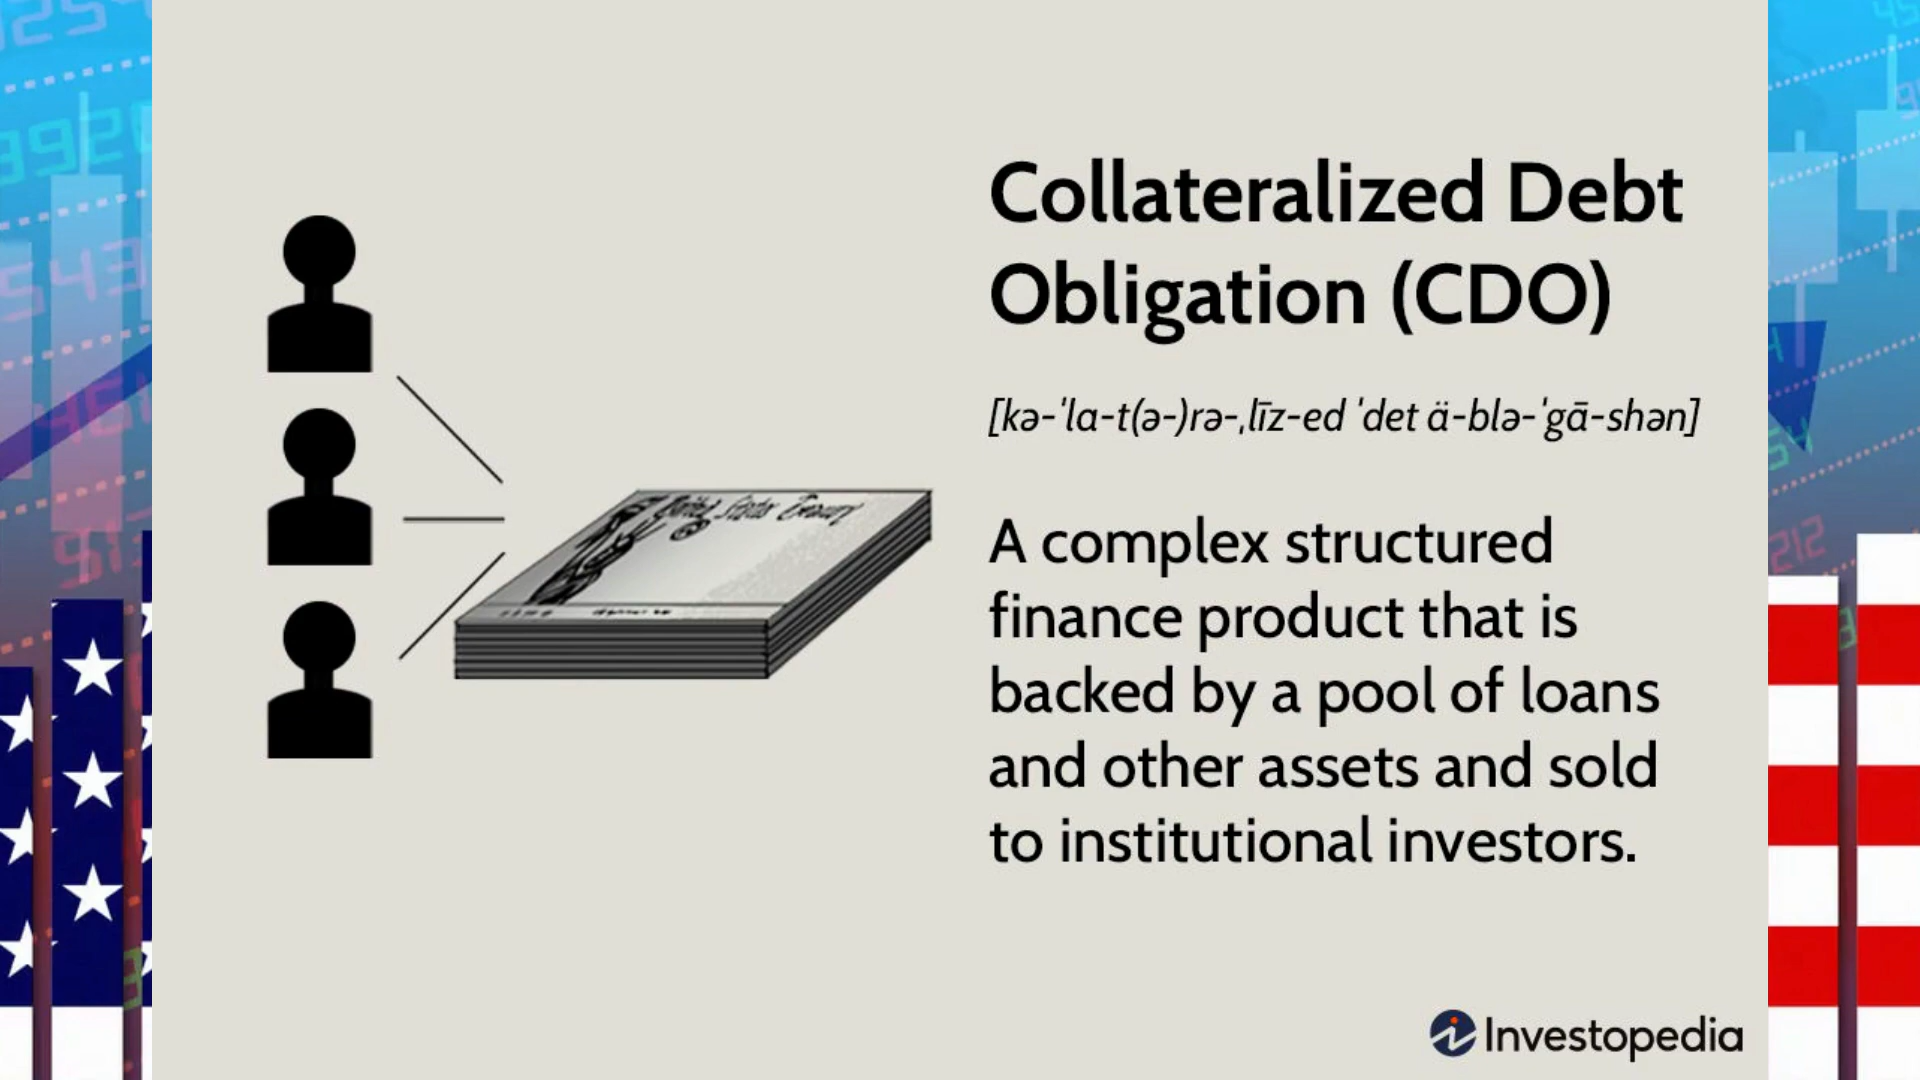 Collateralized Debt
Obligation (CDO)
[kə-ˈla-t(ə-)rə-ˌlīz-ed ˈdet ä-blə-ˈgā-shən]
A complex structured
finance product that is
backed by a pool of loans
and other assets and sold
to institutional investors.
Investopedia